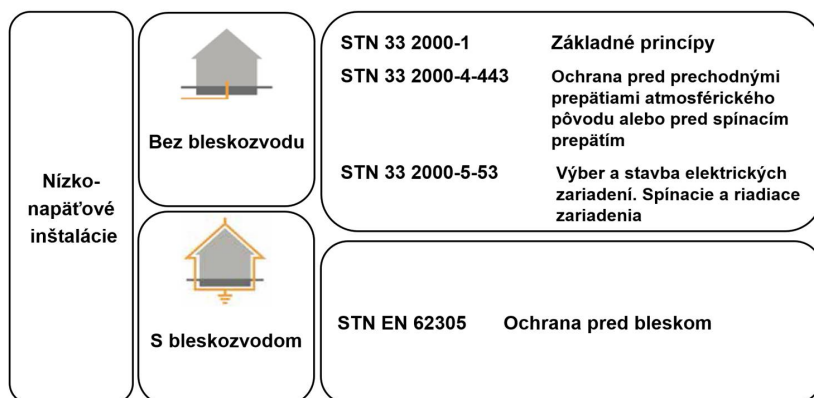 Nízko-
napäťové
inštalácie
Bez bleskozvodu
STN 33 2000-1 Základné princípy
STN 33 2000-4-443 Ochrana pred prechodnými
prepätiami atmosférického
pôvodu alebo pred spínacím
prepätím
STN 33 2000-5-53 Výber a stavba elektrických
zariadení. Spínacie a riadiace
zariadenia
S bleskozvodom
STN EN 62305 Ochrana pred bleskom